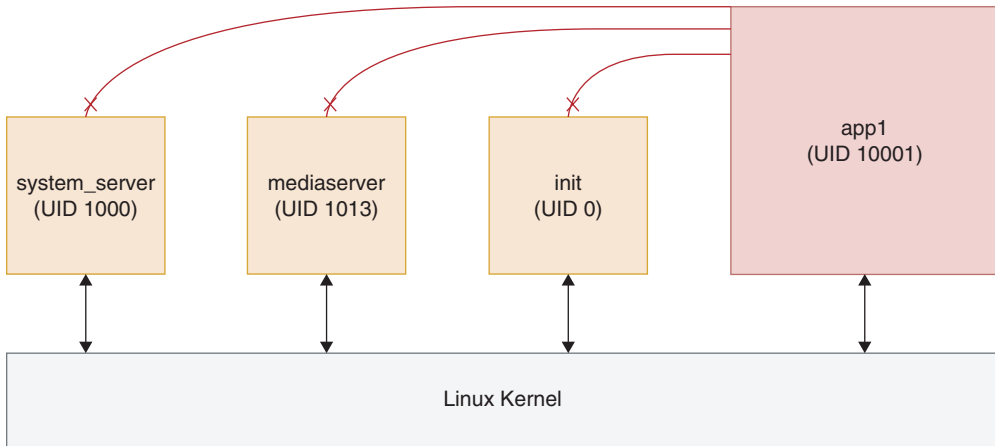 app1
(UID 10001)
system_server
(UID 1000)
mediaserver
(UID 1013)
init
(UID 0)
Linux Kernel